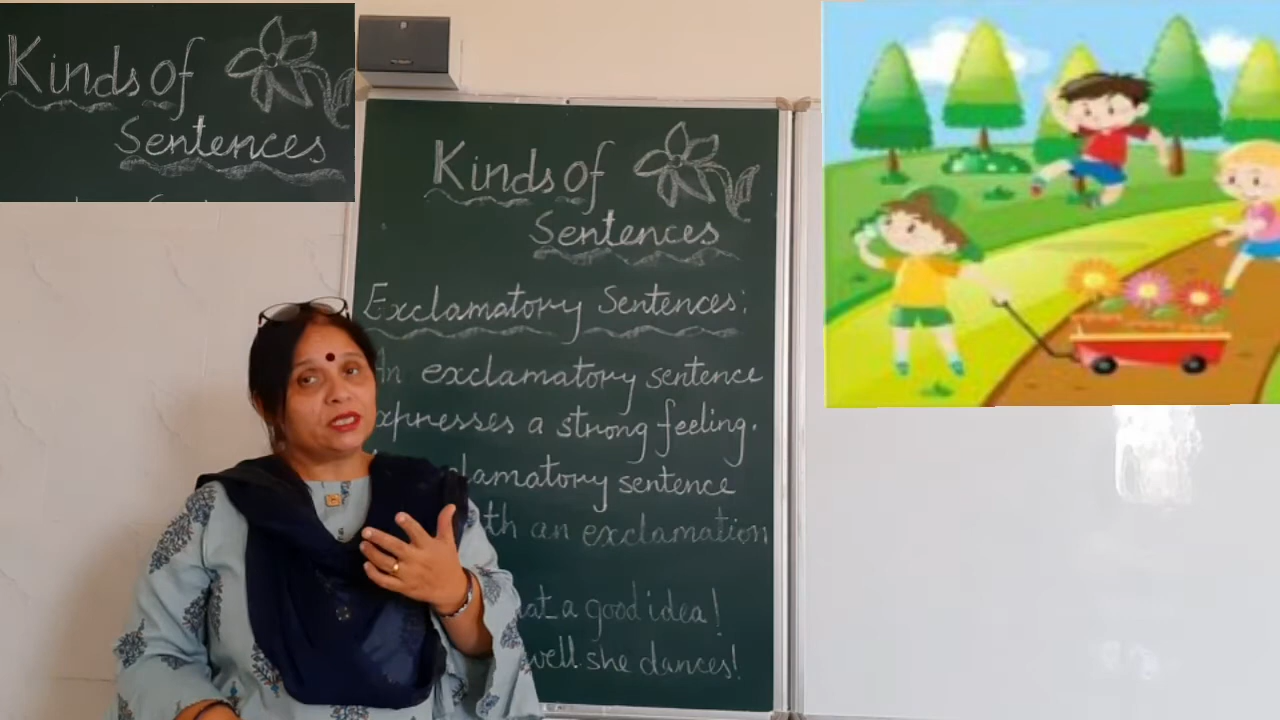 Kinds of
Sentences
Kinds of
Sentences
Exclamatory Sentences:
An exclamatory sentence
expresses a strong feeling.
sentence
an exclamation
a good idea!
well she dances!